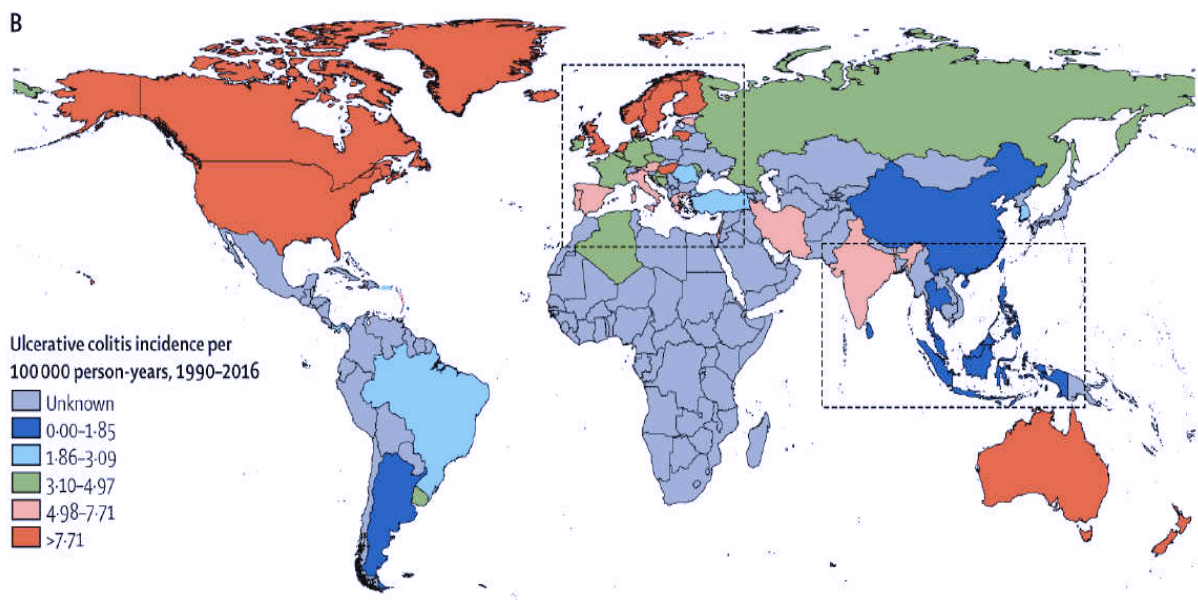 B
Ulcerative colitis incidence per
100 000 person-years, 1990–2016
Unknown
0·00–1·85
1·86–3·09
3·10–4·97
4·98–7·71
>7·71